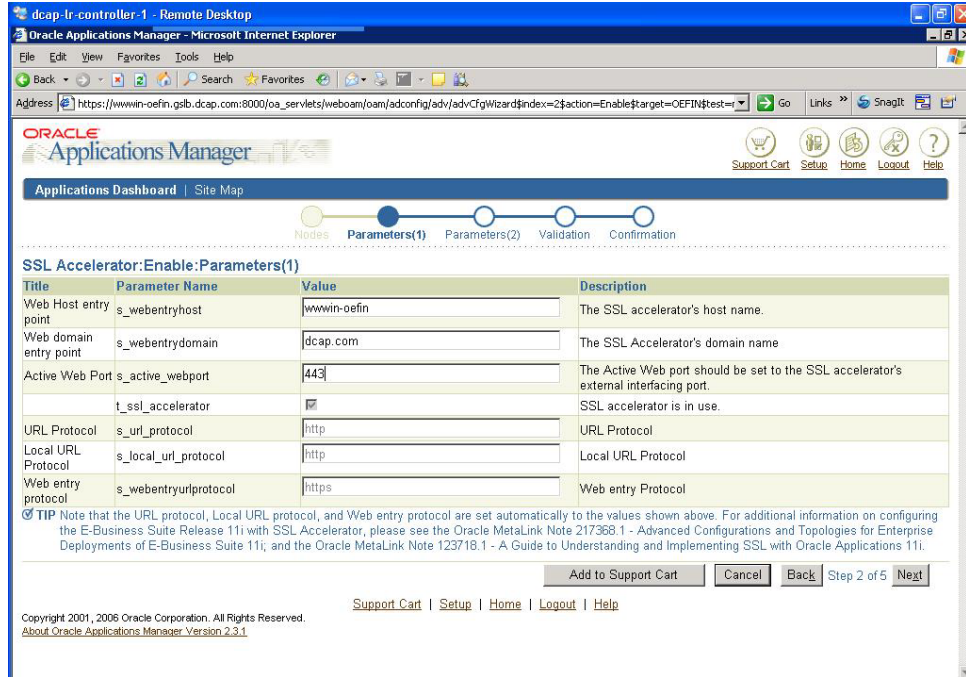 dcap-lr-controller-1 - Remote Desktop
Oracle Applications Manager - Microsoft Internet Explorer
File Edit View Favorites Tools Help
Back Search Favorites
Address https://wwwin-oefin.gslb.dcap.com:8000/oa_servlets/weboam/oam/adconfig/adv/advCfgWizard$index=2$action=Enable$target=OEFIN$test= Go Links » SnagIt
ORACLE
Applications Manager
Support Cart Setup Home Logout Help
Applications Dashboard | Site Map
Nodes Parameters(1) Parameters(2) Validation Confirmation
SSL Accelerator:Enable:Parameters(1)
Title Parameter Name Value Description
Web Host entry point s_webentryhost wwwin-oefin The SSL accelerator's host name.
Web domain entry point s_webentrydomain dcap.com The SSL Accelerator's domain name
Active Web Port s_active_webport 443 The Active Web port should be set to the SSL accelerator's external interfacing port.
t_ssl_accelerator SSL accelerator is in use.
URL Protocol s_url_protocol http URL Protocol
Local URL Protocol s_local_url_protocol http Local URL Protocol
Web entry protocol s_webentryurlprotocol https Web entry Protocol
TIP Note that the URL protocol, Local URL protocol, and Web entry protocol are set automatically to the values shown above. For additional information on configuring
the E-Business Suite Release 11i with SSL Accelerator, please see the Oracle MetaLink Note 217368.1 - Advanced Configurations and Topologies for Enterprise
Deployments of E-Business Suite 11i; and the Oracle MetaLink Note 123718.1 - A Guide to Understanding and Implementing SSL with Oracle Applications 11i.
Add to Support Cart Cancel Back Step 2 of 5 Next
Support Cart | Setup | Home | Logout | Help
Copyright 2001, 2006 Oracle Corporation. All Rights Reserved.
About Oracle Applications Manager Version 2.3.1